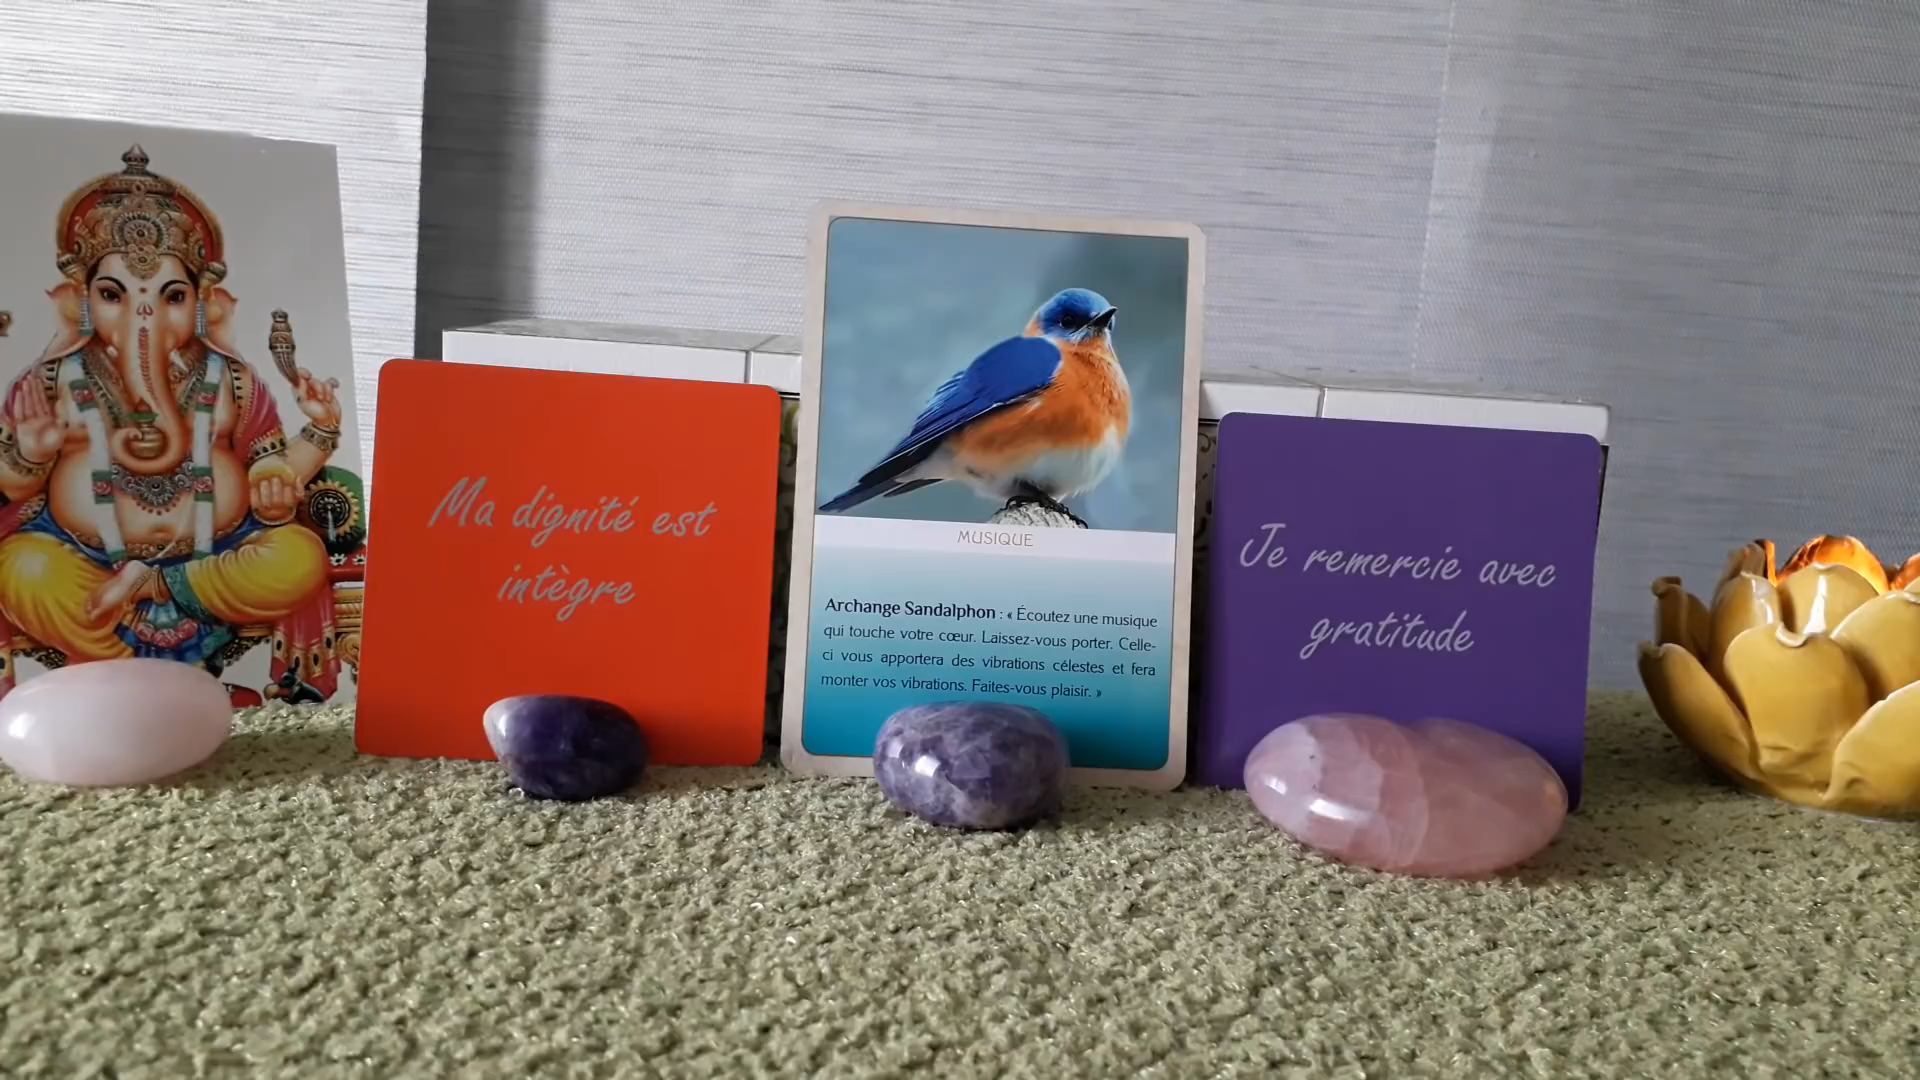 Ma dignité est
intègre
MUSIQUE
Archange Sandalphon : « Écoutez une musique
qui touche votre cœur. Laissez-vous porter. Celle-
ci vous apportera des vibrations célestes et fera
monter vos vibrations. Faites-vous plaisir. »
Je remercie avec
gratitude